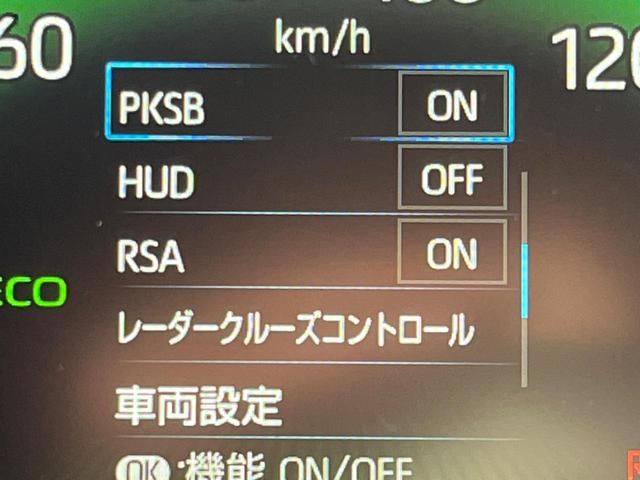 km/h
60
120
PKSB ON
HUD OFF
RSA ON
ECO
レーダークルーズコントロール
車両設定
OK :機能 ON/OFF